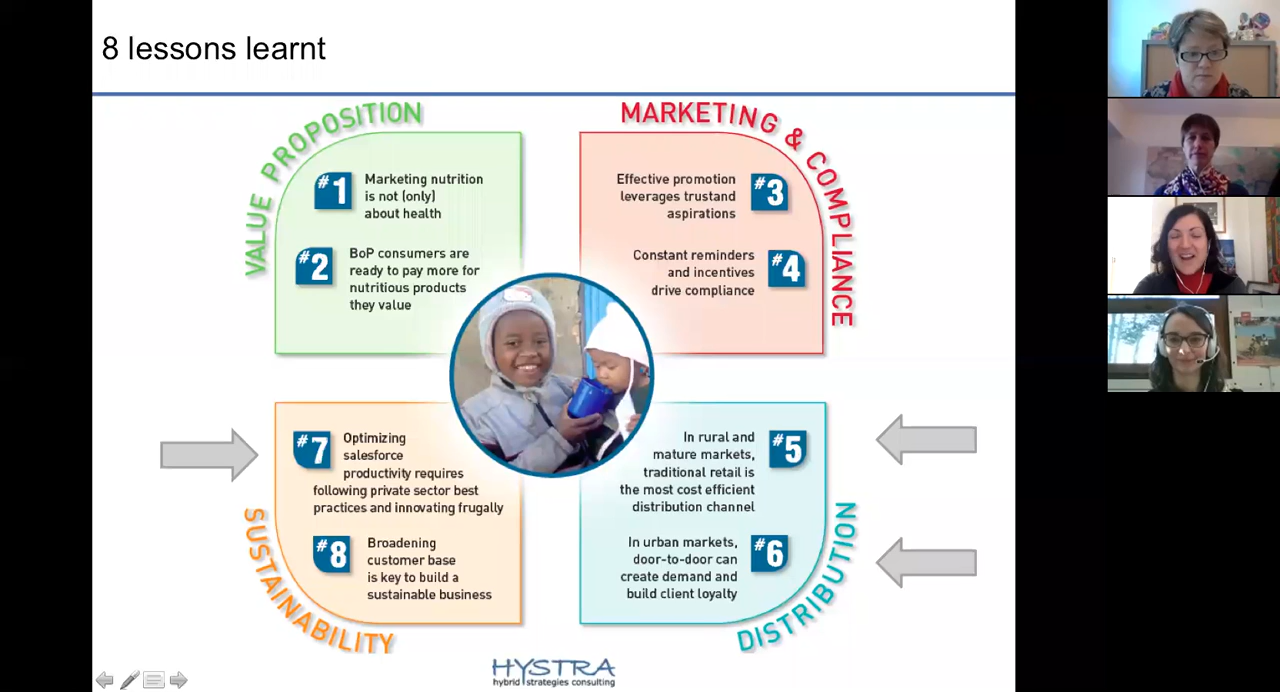 8 lessons learnt
VALUE PROPOSITION
#1
Marketing nutrition
is not (only)
about health
#2
BoP consumers are
ready to pay more for
nutritious products
they value
MARKETING & COMPLIANCE
Effective promotion
leverages trustand
aspirations
#3
Constant reminders
and incentives
drive compliance
#4
In rural and
mature markets,
traditional retail is
the most cost efficient
distribution channel
#5
In urban markets,
door-to-door can
create demand and
build client loyalty
#6
DISTRIBUTION
#7
Optimizing
salesforce
productivity requires
following private sector best
practices and innovating frugally
#8
Broadening
customer base
is key to build a
sustainable business
SUSTAINABILITY
HYSTRA
hybrid strategies consulting